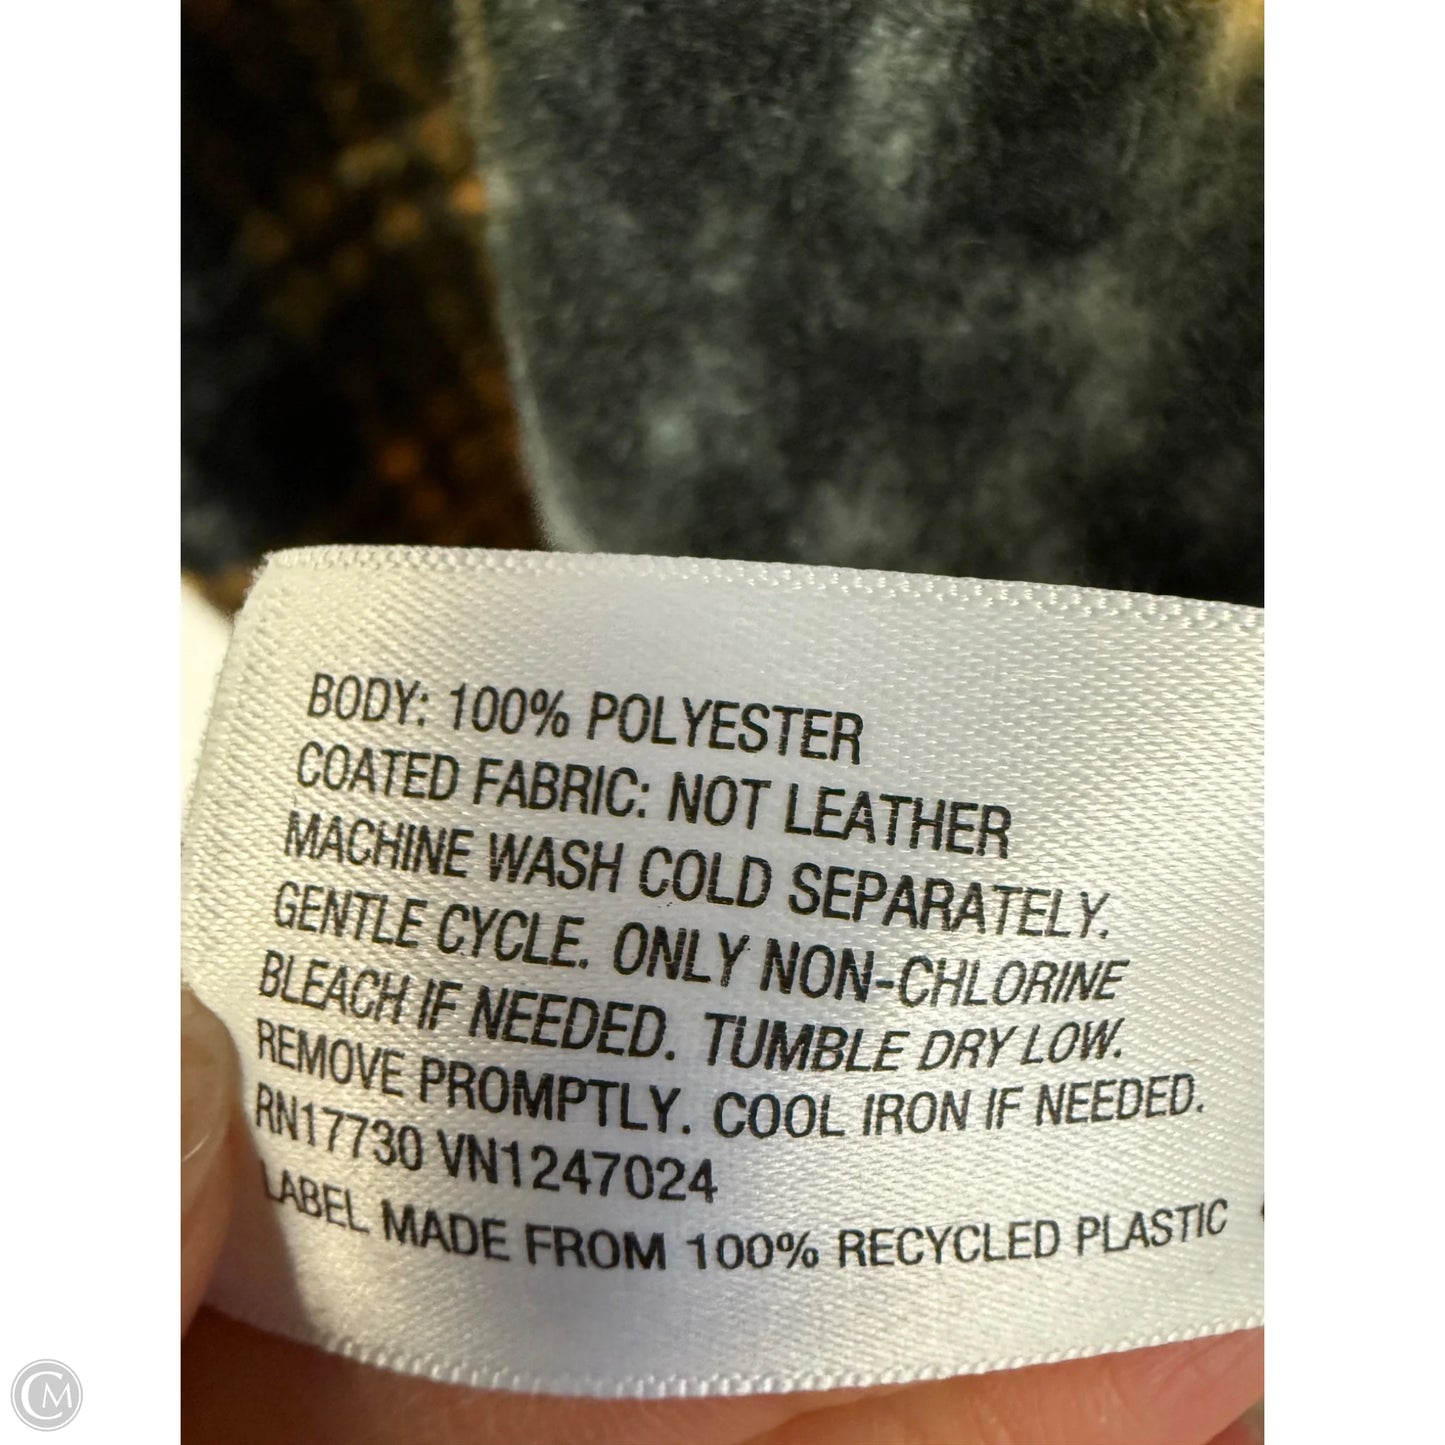 BODY: 100% POLYESTER
COATED FABRIC: NOT LEATHER
MACHINE WASH COLD SEPARATELY.
GENTLE CYCLE. ONLY NON-CHLORINE
BLEACH IF NEEDED. TUMBLE DRY LOW.
REMOVE PROMPTLY. COOL IRON IF NEEDED.
RN17730 VN1247024
LABEL MADE FROM 100% RECYCLED PLASTIC
CM